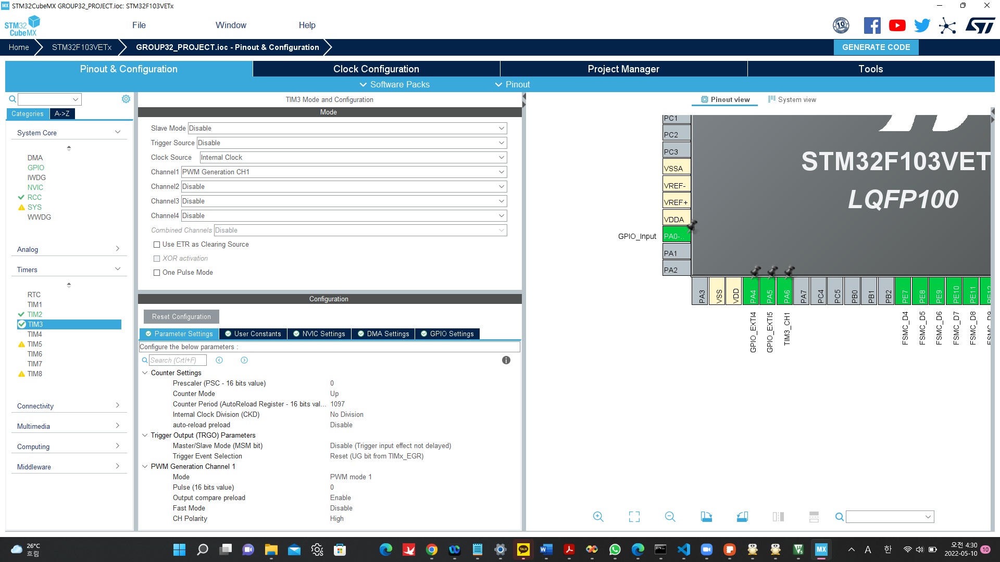 MX STM32CubeMX GROUP32_PROJECT.ioc: STM32F103VETx
STM32
CubeMX
File Window Help
10
ST
Home STM32F103VETx GROUP32_PROJECT.ioc - Pinout & Configuration GENERATE CODE
Pinout & Configuration Clock Configuration Project Manager Tools
Software Packs Pinout
Categories A->Z
System Core
DMA
GPIO
IWDG
NVIC
RCC
SYS
WWDG
Analog
Timers
RTC
TIM1
TIM2
TIM3
TIM4
TIM5
TIM6
TIM7
TIM8
Connectivity
Multimedia
Computing
Middleware
TIM3 Mode and Configuration
Mode
Slave Mode Disable
Trigger Source Disable
Clock Source Internal Clock
Channel1 PWM Generation CH1
Channel2 Disable
Channel3 Disable
Channel4 Disable
Combined Channels Disable
Use ETR as Clearing Source
XOR activation
One Pulse Mode
Configuration
Reset Configuration
Parameter Settings User Constants NVIC Settings DMA Settings GPIO Settings
Configure the below parameters :
Search (Crtl+F)
Counter Settings
Prescaler (PSC - 16 bits value) 0
Counter Mode Up
Counter Period (AutoReload Register - 16 bits val... 1097
Internal Clock Division (CKD) No Division
auto-reload preload Disable
Trigger Output (TRGO) Parameters
Master/Slave Mode (MSM bit) Disable (Trigger input effect not delayed)
Trigger Event Selection Reset (UG bit from TIMx_EGR)
PWM Generation Channel 1
Mode PWM mode 1
Pulse (16 bits value) 0
Output compare preload Enable
Fast Mode Disable
CH Polarity High
Pinout view System view
PC1
PC2
PC3
VSSA
VREF-
VREF+
VDDA
GPIO_Input PA0-..
PA1
PA2
STM32F103VET
LQFP100
PA3 VSS VDD PA4 PA5 PA6 PA7 PC4 PC5 PB0 PB1 PB2 PE7 PE8 PE9 PE10 PE11 PE12
GPIO_EXTI4 GPIO_EXTI5 TIM3_CH1 FSMC_D4 FSMC_D5 FSMC_D6 FSMC_D7 FSMC_D8 FSMC_D9
26°C
흐림
TALK
MX
A 한
오전 4:30
2022-05-10
10